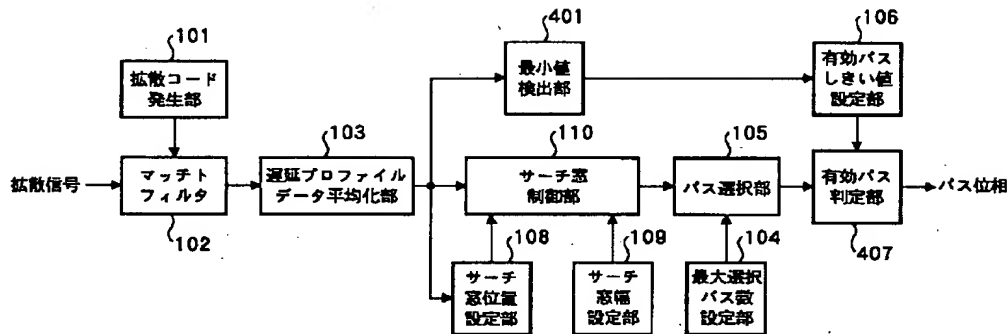 101
拡散コード
発生部
401
最小値
検出部
106
有効パス
しきい値
設定部
拡散信号
マッチト
フィルタ
102
103
遅延プロファイル
データ平均化部
110
サーチ窓
制御部
105
パス選択部
有効パス
判定部
407
パス位相
108
サーチ
窓位置
設定部
109
サーチ
窓幅
設定部
104
最大選択
パス数
設定部